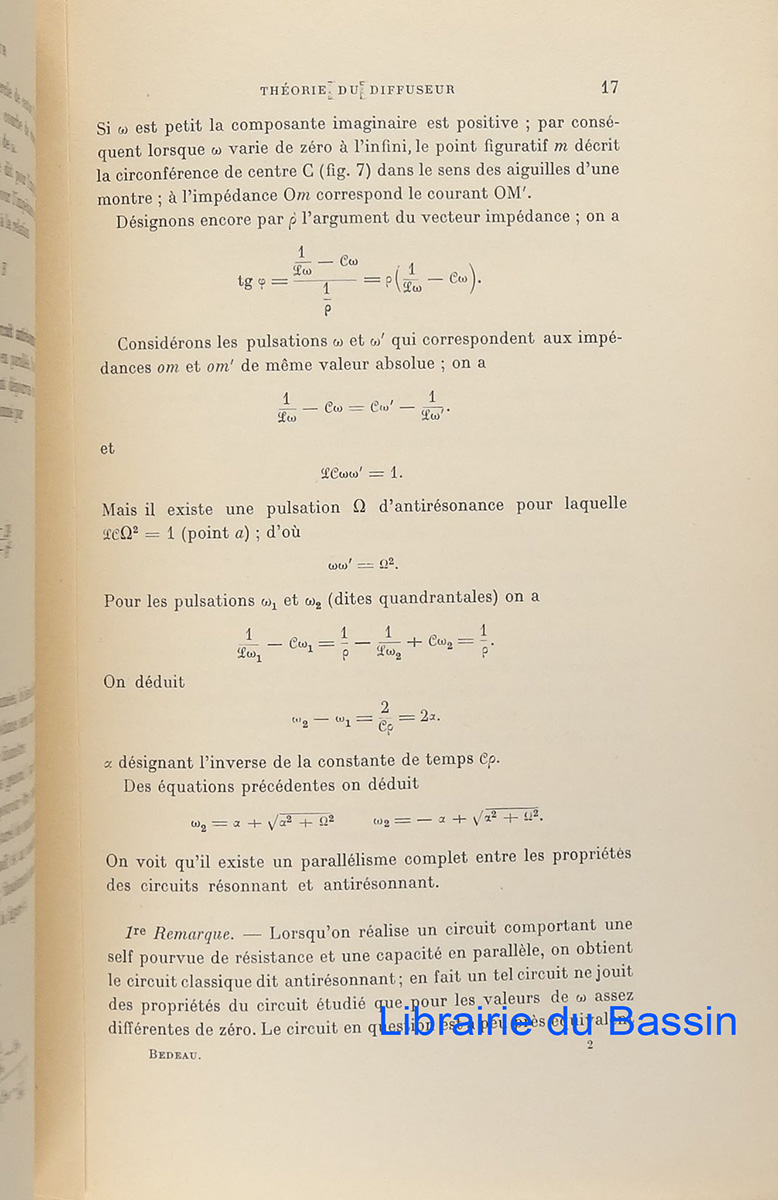 THÉORIE DU DIFFUSEUR 17
Si ω est petit la composante imaginaire est positive ; par consé-
quent lorsque ω varie de zéro à l'infini, le point figuratif m décrit
la circonférence de centre C (fig. 7) dans le sens des aiguilles d'une
montre ; à l'impédance Om correspond le courant OM'.
Désignons encore par ρ l'argument du vecteur impédance ; on a
tg φ = (1/ℒω — 𝒞ω) / (1/ρ) = ρ(1/ℒω — 𝒞ω).
Considérons les pulsations ω et ω' qui correspondent aux impé-
dances om et om' de même valeur absolue ; on a
1/ℒω — 𝒞ω = 𝒞ω' — 1/ℒω'.
et
ℒ𝒞ωω' = 1.
Mais il existe une pulsation Ω d'antirésonance pour laquelle
ℒ𝒞Ω² = 1 (point a) ; d'où
ωω' = Ω².
Pour les pulsations ω₁ et ω₂ (dites quandrantales) on a
1/ℒω₁ — 𝒞ω₁ = 1/ρ — 1/ℒω₂ + 𝒞ω₂ = 1/ρ.
On déduit
ω₂ — ω₁ = 2/𝒞ρ = 2α.
α désignant l'inverse de la constante de temps 𝒞ρ.
Des équations précédentes on déduit
ω₂ = α + √(α² + Ω²) ω₂ = — α + √(α² + Ω²).
On voit qu'il existe un parallélisme complet entre les propriétés
des circuits résonnant et antirésonnant.
1re Remarque. — Lorsqu'on réalise un circuit comportant une
self pourvue de résistance et une capacité en parallèle, on obtient
le circuit classique dit antirésonnant ; en fait un tel circuit ne jouit
des propriétés du circuit étudié que pour les valeurs de ω assez
différentes de zéro. Le circuit en question est à peu près équivalent
Librairie du Bassin
BEDEAU. 2